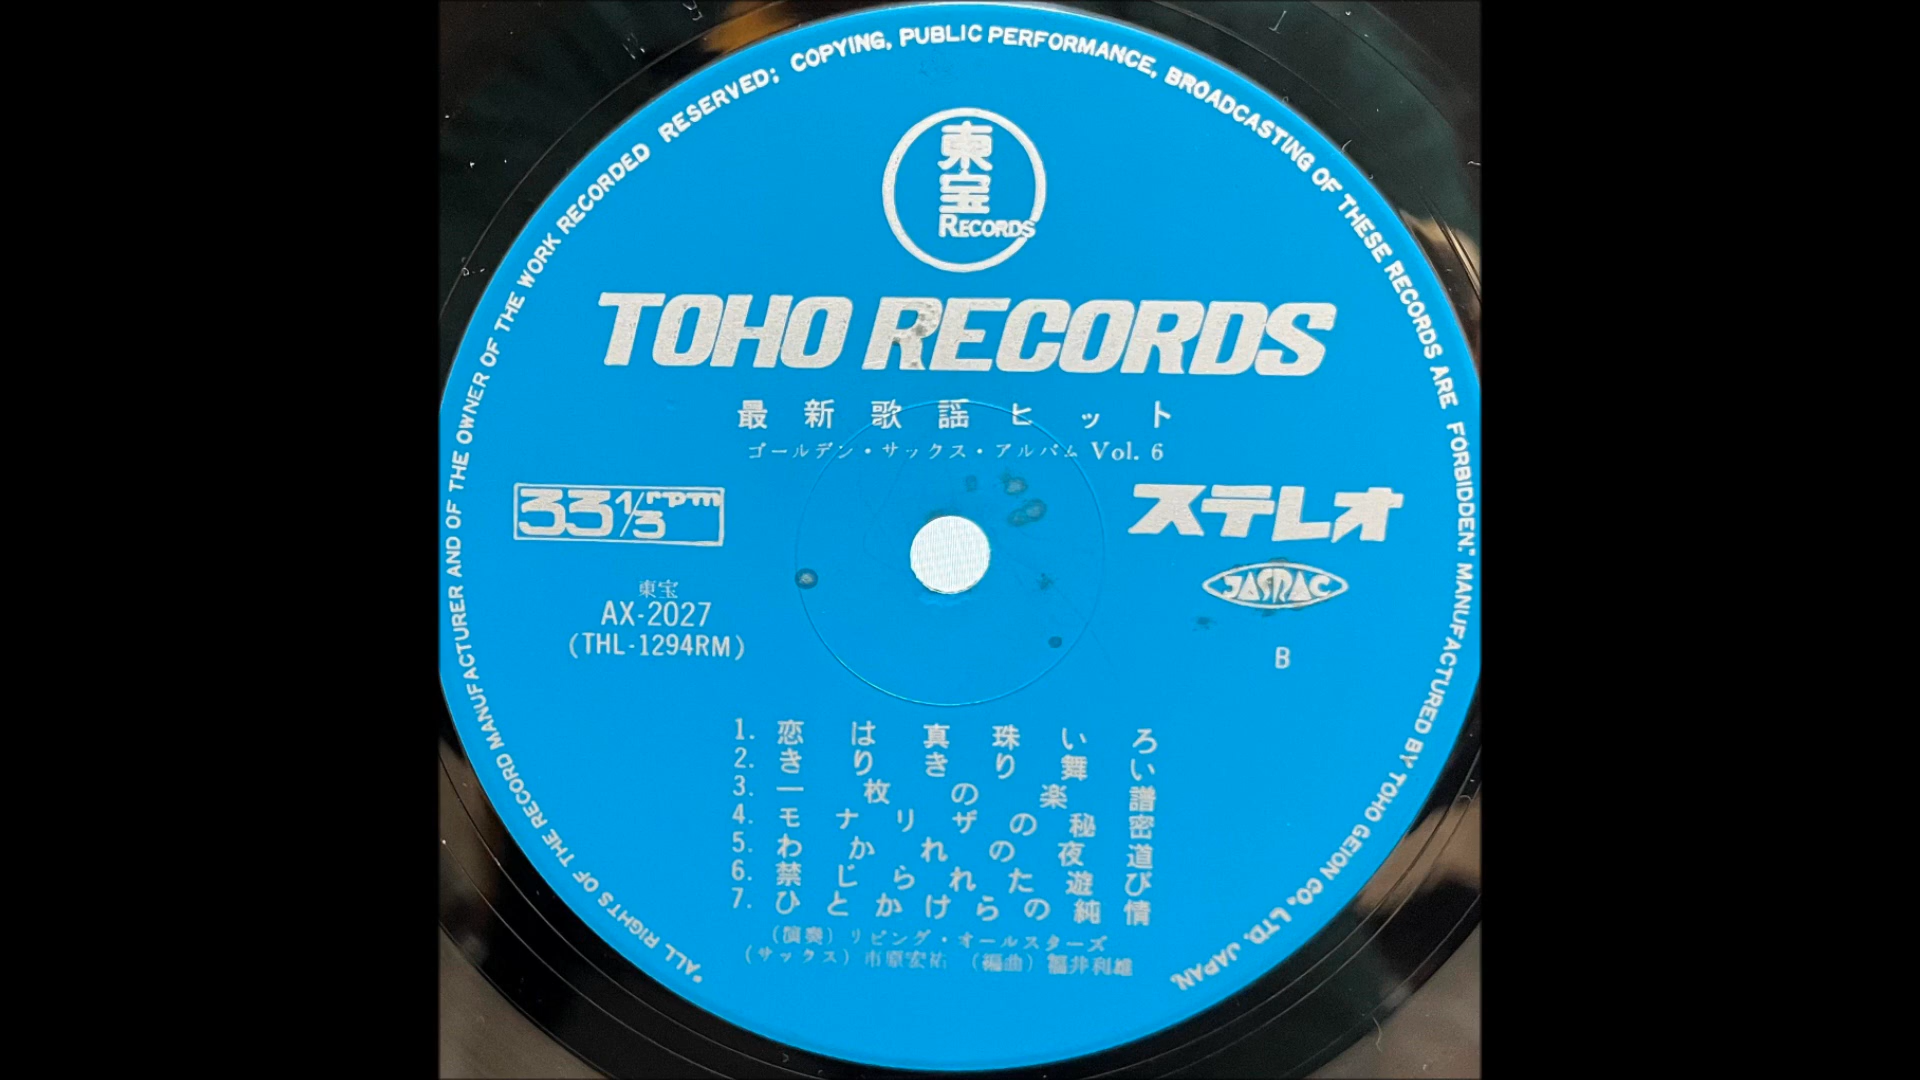 "ALL RIGHTS OF THE RECORD MANUFACTURER AND OF THE OWNER OF THE WORK RECORDED RESERVED; COPYING, PUBLIC PERFORMANCE, BROADCASTING OF THESE RECORDS ARE FORBIDDEN." MANUFACTURED BY TOHO GEION CO., LTD. JAPAN.
東宝
RECORDS
TOHO RECORDS
最新歌謡ヒット
ゴールデン・サックス・アルバム Vol. 6
33 1/3 rpm
ステレオ
JASRAC
東宝
AX-2027
(THL-1294RM)
B
1. 恋は真珠いろ
2. きりきり舞い
3. 一枚の楽譜
4. モナリザの秘密
5. わかれの夜道
6. 禁じられた遊び
7. ひとかけらの純情
(演奏) リビング・オールスターズ
(サックス) 市原宏祐 (編曲) 福井利雄